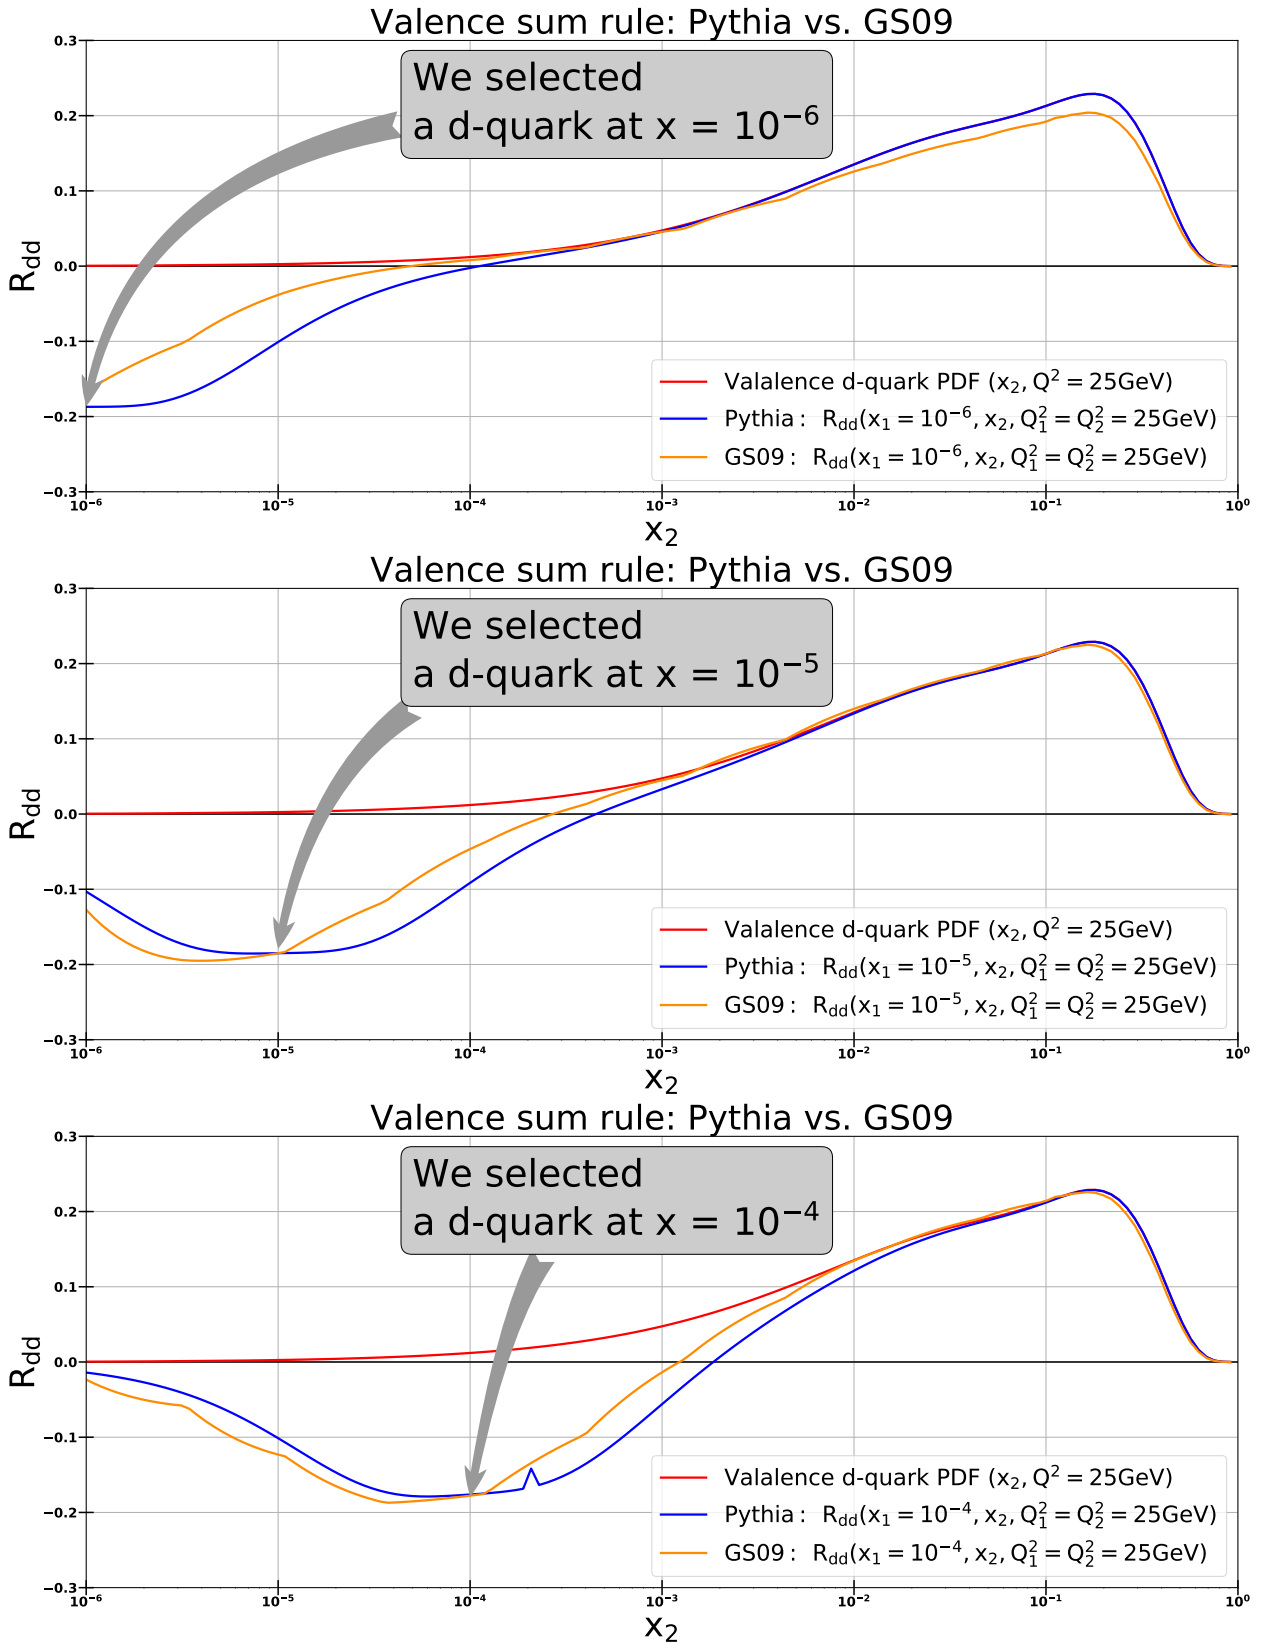 Valence sum rule: Pythia vs. GS09
We selected
a d-quark at x = 10⁻⁶
R_dd
0.3
0.2
0.1
0.0
−0.1
−0.2
−0.3
Valalence d-quark PDF (x₂, Q² = 25GeV)
Pythia : R_dd(x₁ = 10⁻⁶, x₂, Q₁² = Q₂² = 25GeV)
GS09 : R_dd(x₁ = 10⁻⁶, x₂, Q₁² = Q₂² = 25GeV)
10⁻⁶ 10⁻⁵ 10⁻⁴ 10⁻³ 10⁻² 10⁻¹ 10⁰
x₂
Valence sum rule: Pythia vs. GS09
We selected
a d-quark at x = 10⁻⁵
R_dd
0.3
0.2
0.1
0.0
−0.1
−0.2
−0.3
Valalence d-quark PDF (x₂, Q² = 25GeV)
Pythia : R_dd(x₁ = 10⁻⁵, x₂, Q₁² = Q₂² = 25GeV)
GS09 : R_dd(x₁ = 10⁻⁵, x₂, Q₁² = Q₂² = 25GeV)
10⁻⁶ 10⁻⁵ 10⁻⁴ 10⁻³ 10⁻² 10⁻¹ 10⁰
x₂
Valence sum rule: Pythia vs. GS09
We selected
a d-quark at x = 10⁻⁴
R_dd
0.3
0.2
0.1
0.0
−0.1
−0.2
−0.3
Valalence d-quark PDF (x₂, Q² = 25GeV)
Pythia : R_dd(x₁ = 10⁻⁴, x₂, Q₁² = Q₂² = 25GeV)
GS09 : R_dd(x₁ = 10⁻⁴, x₂, Q₁² = Q₂² = 25GeV)
10⁻⁶ 10⁻⁵ 10⁻⁴ 10⁻³ 10⁻² 10⁻¹ 10⁰
x₂